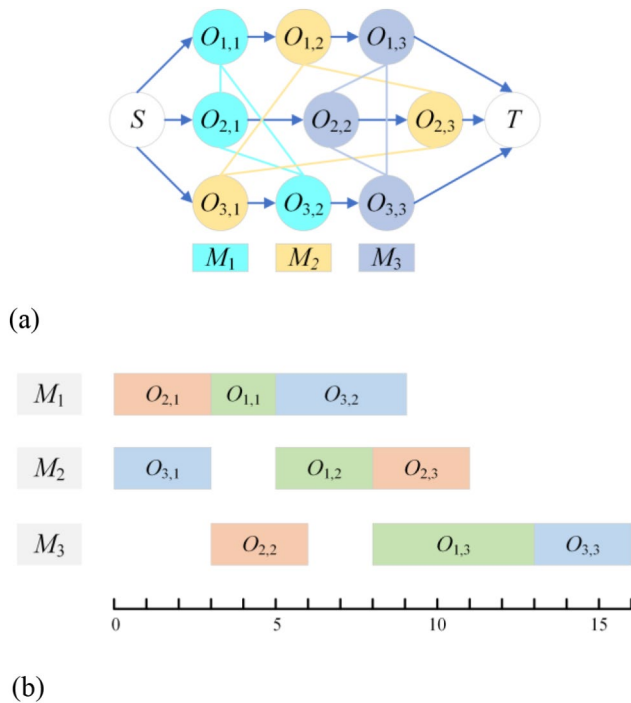 O1,1 O1,2 O1,3
S O2,1 O2,2 O2,3 T
O3,1 O3,2 O3,3
M1 M2 M3
(a)
M1 O2,1 O1,1 O3,2
M2 O3,1 O1,2 O2,3
M3 O2,2 O1,3 O3,3
0 5 10 15
(b)